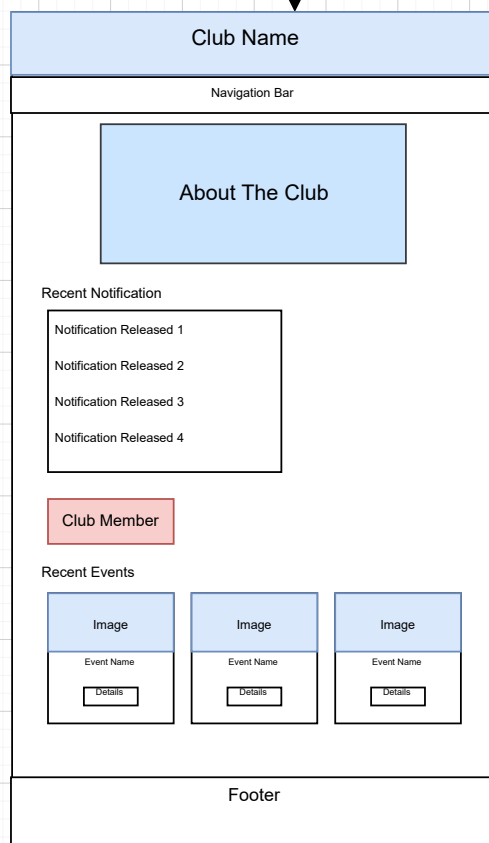 Club Name
Navigation Bar
About The Club
Recent Notification
Notification Released 1
Notification Released 2
Notification Released 3
Notification Released 4
Club Member
Recent Events
Image
Image
Image
Event Name
Event Name
Event Name
Details
Details
Details
Footer